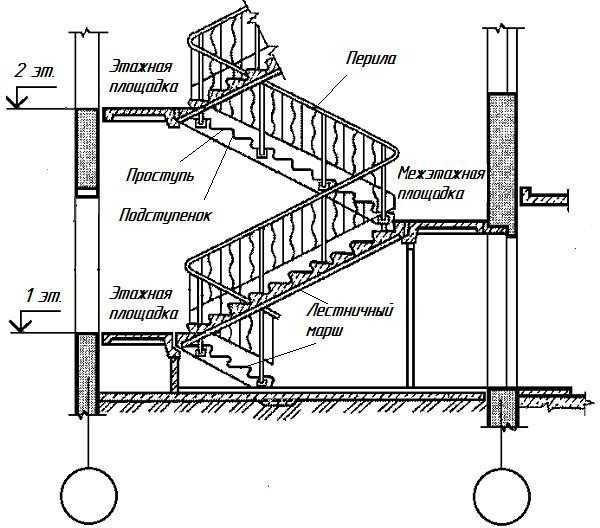 2 эт.
Этажная
площадка
Перила
Проступь
Подступенок
Межэтажная
площадка
1 эт.
Этажная
площадка
Лестничный
марш